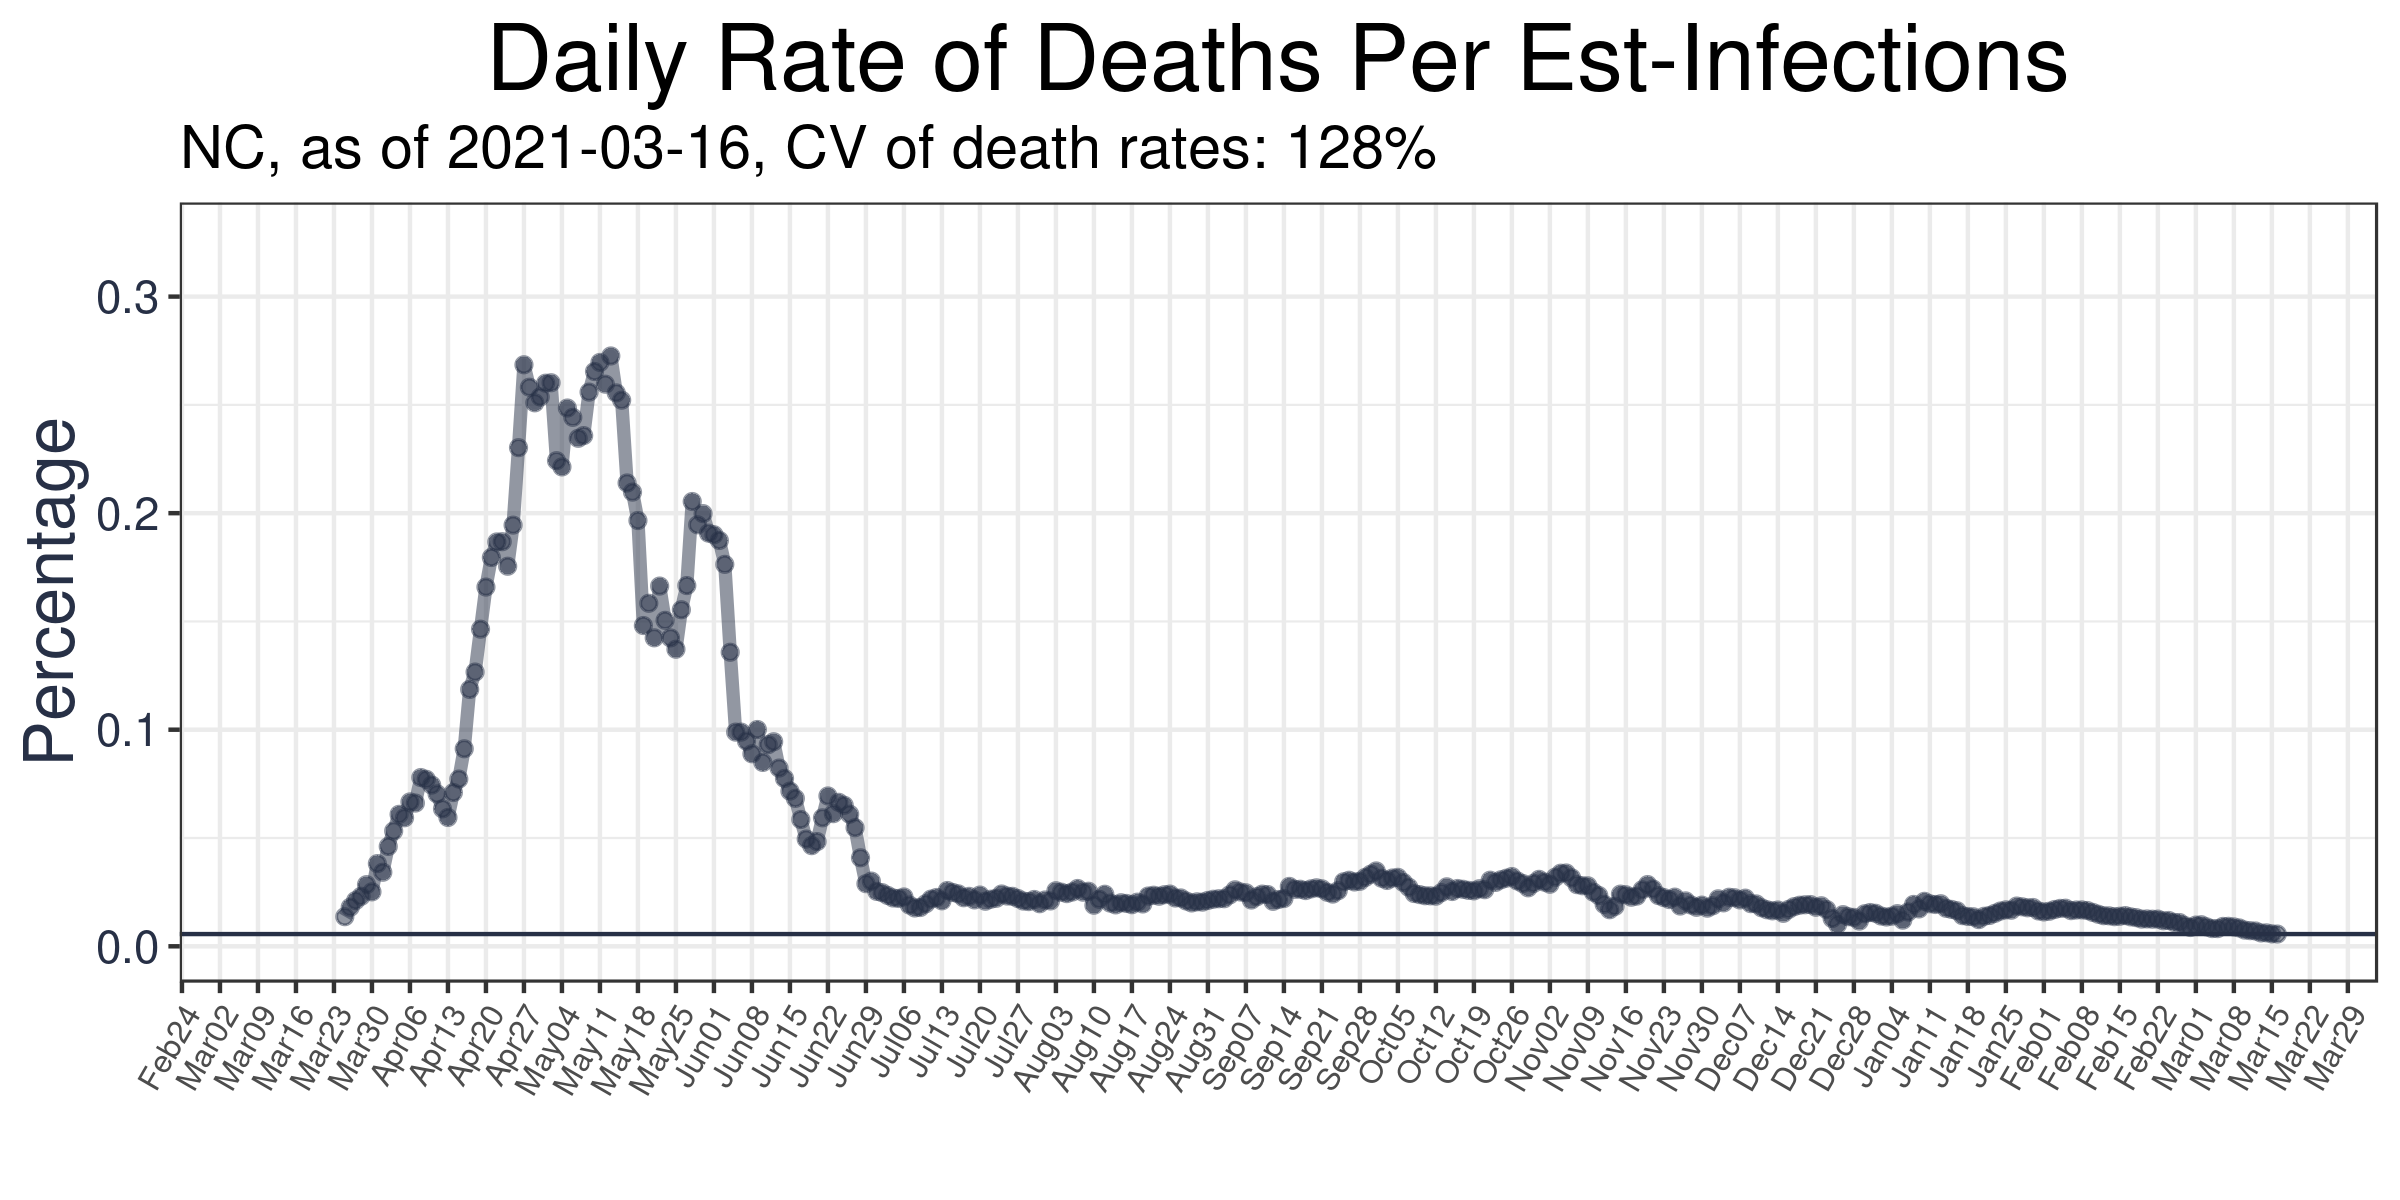 Daily Rate of Deaths Per Est-Infections
NC, as of 2021-03-16, CV of death rates: 128%
Percentage
0.3
0.2
0.1
0.0
Feb24
Mar02
Mar09
Mar16
Mar23
Mar30
Apr06
Apr13
Apr20
Apr27
May04
May11
May18
May25
Jun01
Jun08
Jun15
Jun22
Jun29
Jul06
Jul13
Jul20
Jul27
Aug03
Aug10
Aug17
Aug24
Aug31
Sep07
Sep14
Sep21
Sep28
Oct05
Oct12
Oct19
Oct26
Nov02
Nov09
Nov16
Nov23
Nov30
Dec07
Dec14
Dec21
Dec28
Jan04
Jan11
Jan18
Jan25
Feb01
Feb08
Feb15
Feb22
Mar01
Mar08
Mar15
Mar22
Mar29